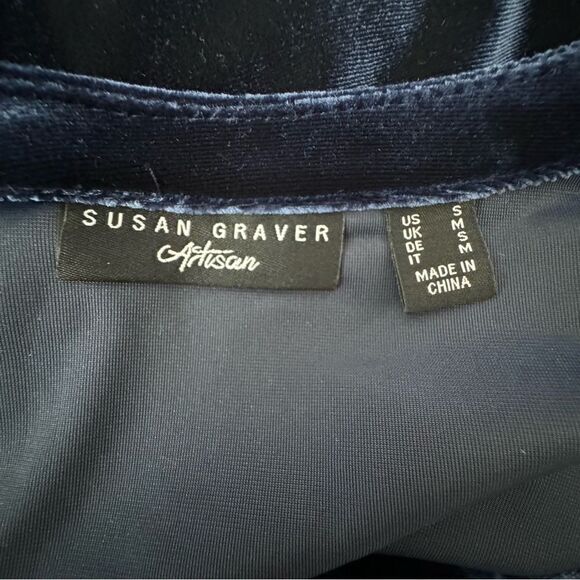 SUSAN GRAVER
Artisan
US S
UK M
DE S
IT M
MADE IN
CHINA